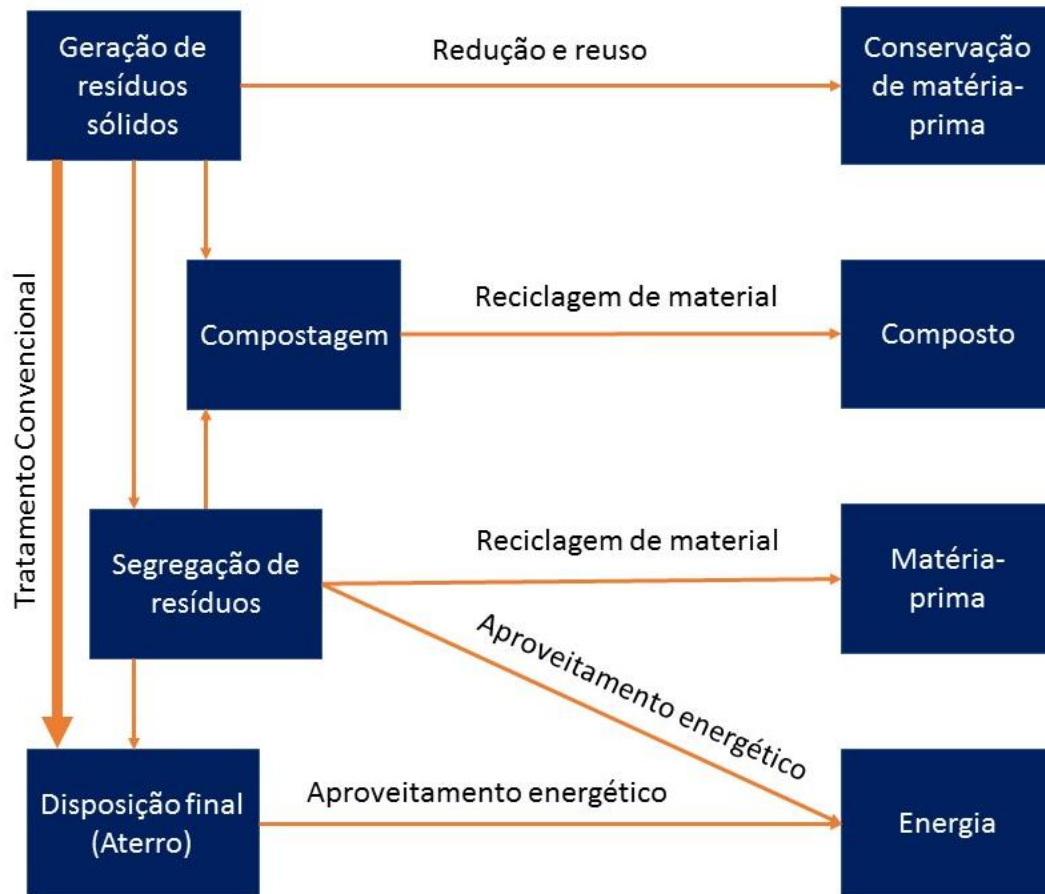 Geração de
resíduos
sólidos
Redução e reuso
Conservação
de matéria-
prima
Tratamento Convencional
Compostagem
Reciclagem de material
Composto
Segregação de
resíduos
Reciclagem de material
Matéria-
prima
Aproveitamento energético
Disposição final
(Aterro)
Aproveitamento energético
Energia